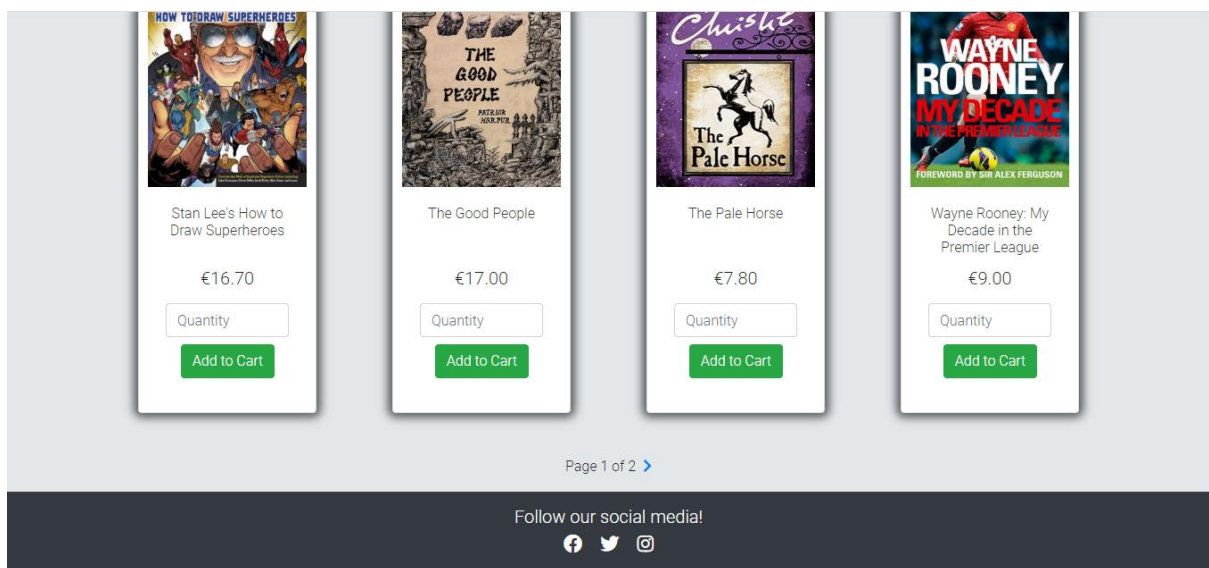 HOW TO DRAW SUPERHEROES
THE
GOOD
PEOPLE
PATRICK
HARPUR
Christie
The
Pale Horse
WAYNE
ROONEY
MY DECADE
IN THE PREMIER LEAGUE
FOREWORD BY SIR ALEX FERGUSON
Stan Lee's How to
Draw Superheroes
The Good People
The Pale Horse
Wayne Rooney: My
Decade in the
Premier League
€16.70
€17.00
€7.80
€9.00
Quantity
Quantity
Quantity
Quantity
Add to Cart
Add to Cart
Add to Cart
Add to Cart
Page 1 of 2
Follow our social media!